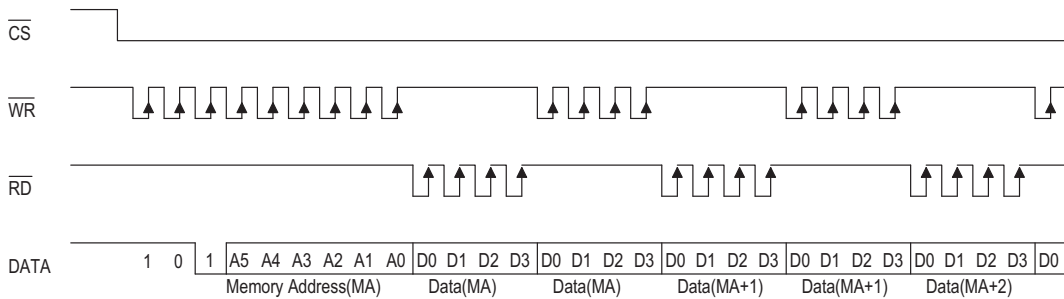 CS
WR
RD
DATA 1 0 1 A5 A4 A3 A2 A1 A0 D0 D1 D2 D3 D0 D1 D2 D3 D0 D1 D2 D3 D0 D1 D2 D3 D0 D1 D2 D3 D0
Memory Address(MA) Data(MA) Data(MA) Data(MA+1) Data(MA+1) Data(MA+2)